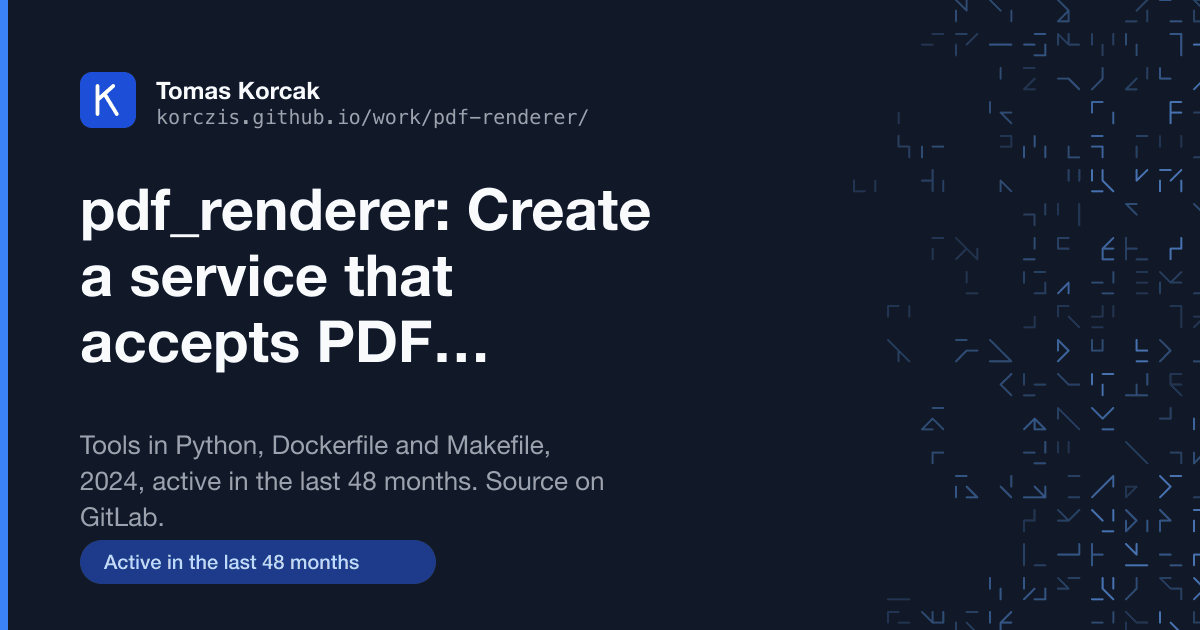 K
Tomas Korcak
korczis.github.io/work/pdf-renderer/
pdf_renderer: Create
a service that
accepts PDF…
Tools in Python, Dockerfile and Makefile,
2024, active in the last 48 months. Source on
GitLab.
Active in the last 48 months